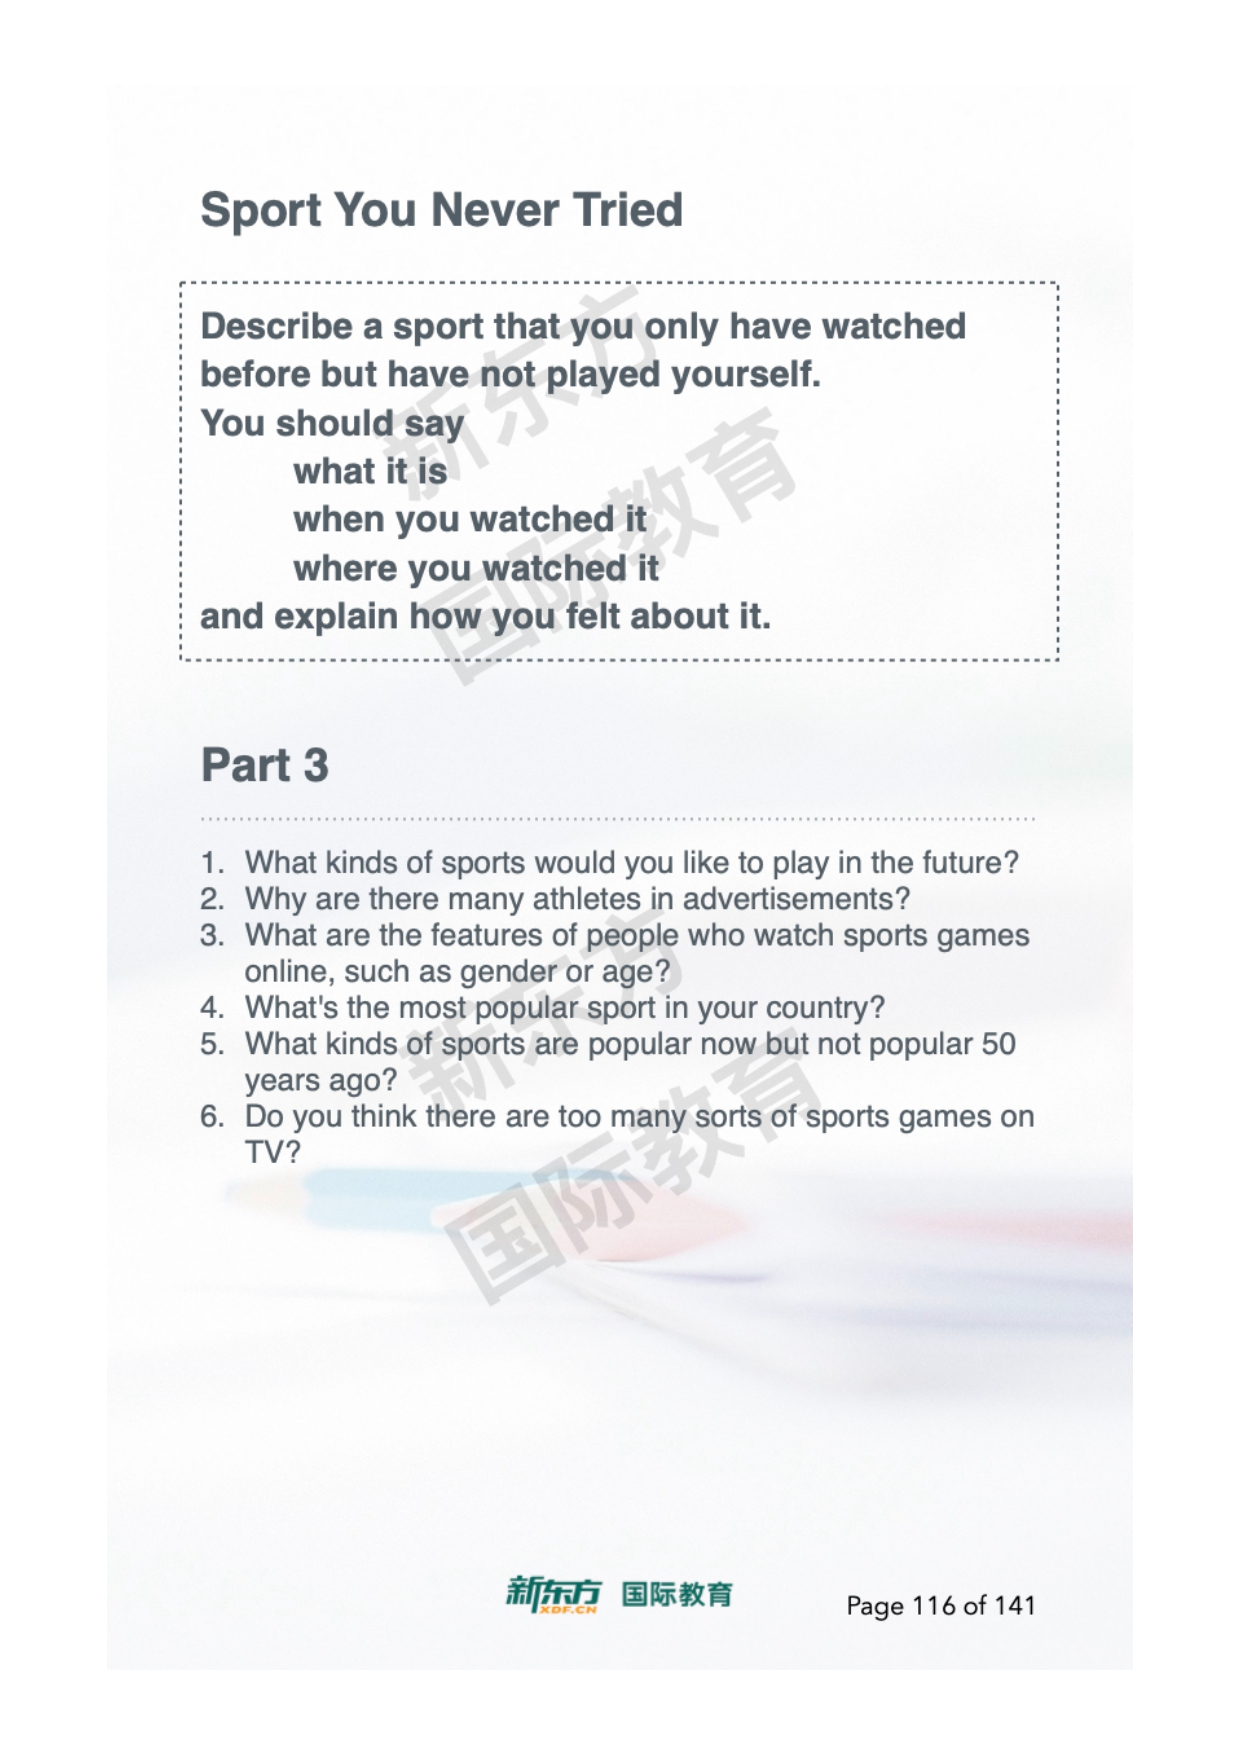 Sport You Never Tried
Describe a sport that you only have watched
before but have not played yourself.
You should say
what it is
when you watched it
where you watched it
and explain how you felt about it.
新东方
国际教育
Part 3
1. What kinds of sports would you like to play in the future?
2. Why are there many athletes in advertisements?
3. What are the features of people who watch sports games
online, such as gender or age?
4. What's the most popular sport in your country?
5. What kinds of sports are popular now but not popular 50
years ago?
6. Do you think there are too many sorts of sports games on
TV?
新东方
国际教育
新东方 国际教育
XDF.CN
Page 116 of 141